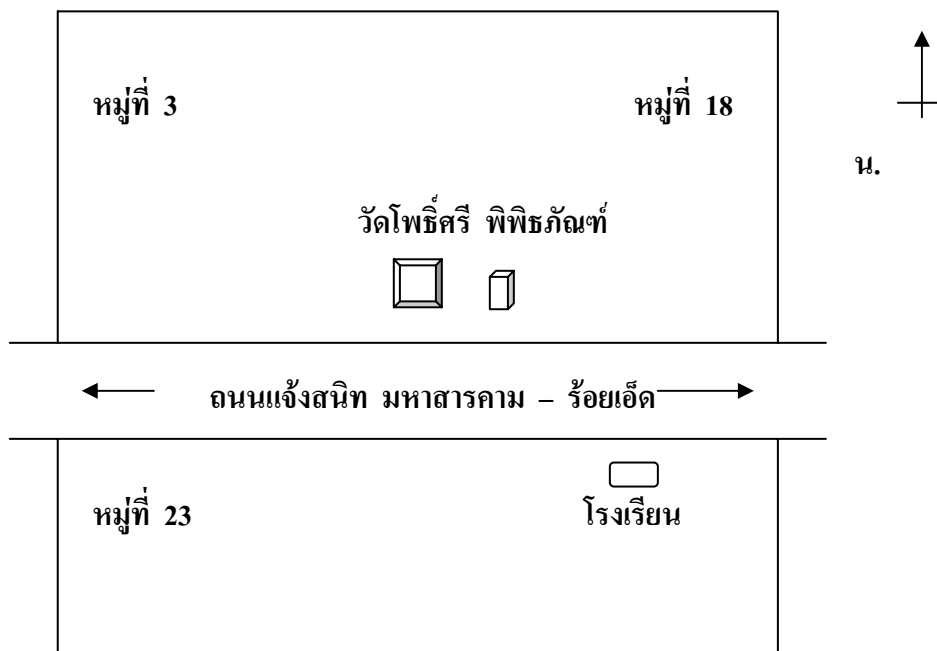 หมู่ที่ 3 หมู่ที่ 18
น.
วัดโพธิ์ศรี พิพิธภัณฑ์
ถนนแจ้งสนิท มหาสารคาม – ร้อยเอ็ด
หมู่ที่ 23
โรงเรียน